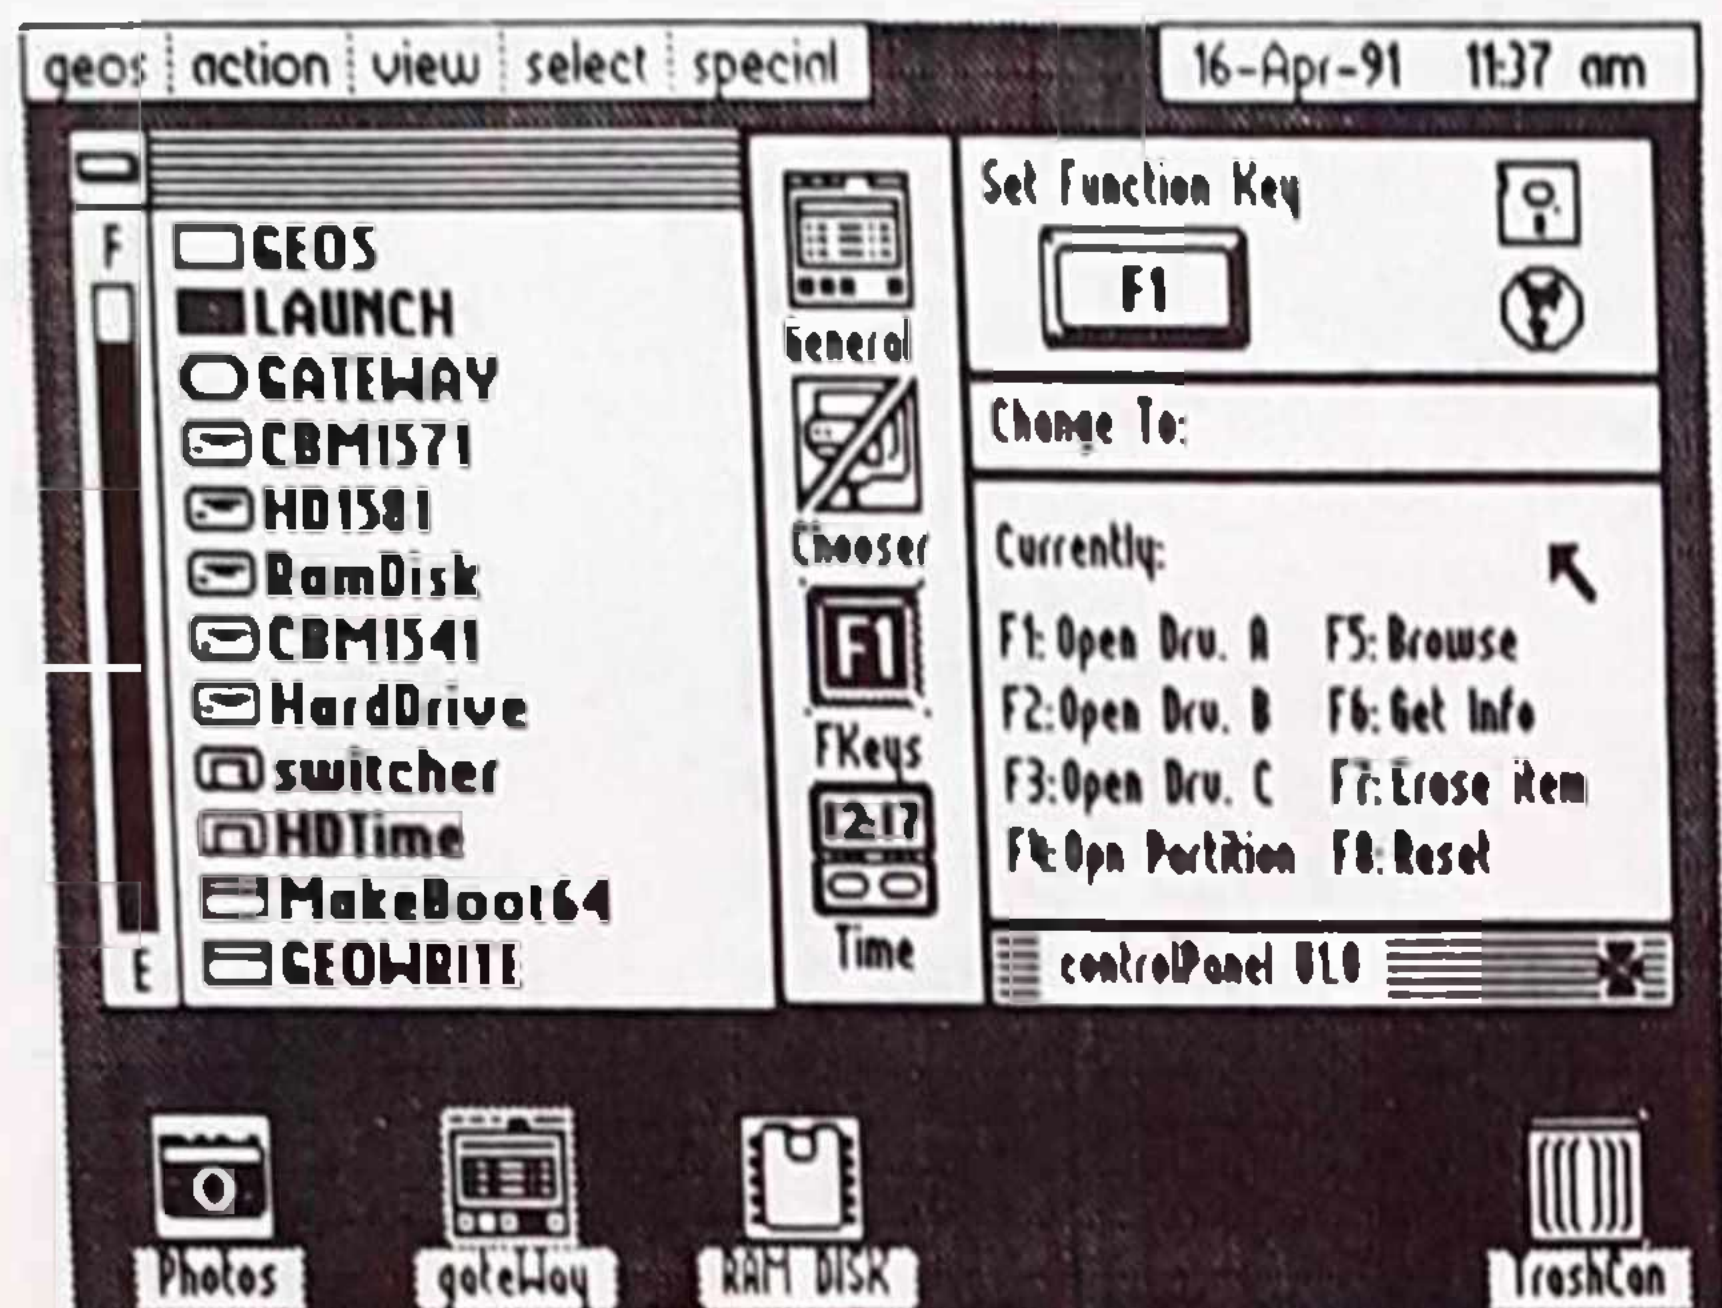 geos action view select special
16-Apr-91 11:37 am
F
GEOS
LAUNCH
GATEWAY
CBM1571
HD1581
RamDisk
CBM1541
HardDrive
switcher
HDTime
MakeBoot64
GEOWRITE
E
General
Chooser
F1
FKeys
12:17
Time
Set Function Key
F1
Change To:
Currently:
F1: Open Drv. A F5: Browse
F2: Open Drv. B F6: Get Info
F3: Open Drv. C F7: Erase item
F4: Opn Partition F8: Reset
controlPanel V1.0
Photos
gateWay
RAM DISK
TrashCan